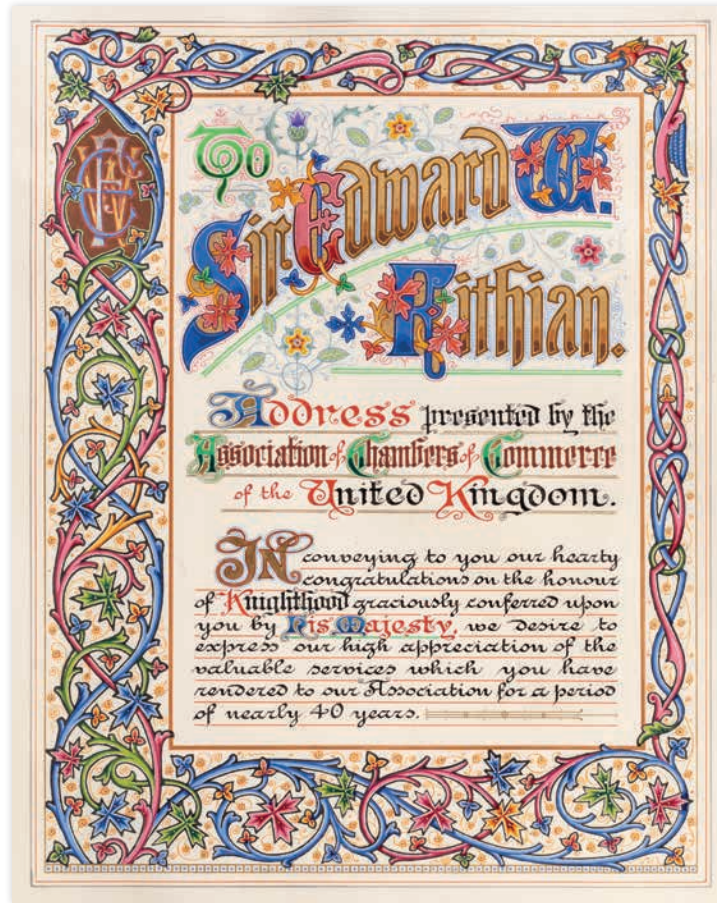 To
Sir Edward W.
Fithian.
Address presented by the
Association of Chambers of Commerce
of the United Kingdom.
IN conveying to you our hearty
congratulations on the honour
of Knighthood graciously conferred upon
you by His Majesty, we desire to
express our high appreciation of the
valuable services which you have
rendered to our Association for a period
of nearly 40 years.